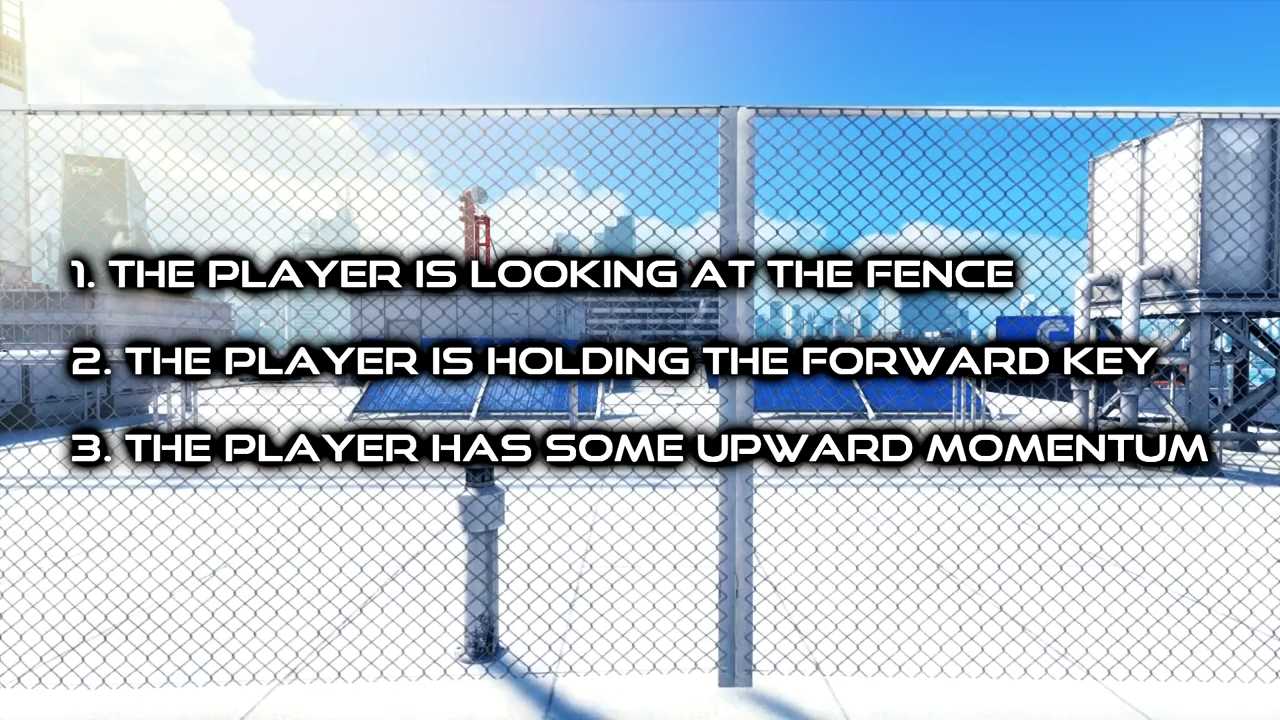 1. THE PLAYER IS LOOKING AT THE FENCE
2. THE PLAYER IS HOLDING THE FORWARD KEY
3. THE PLAYER HAS SOME UPWARD MOMENTUM